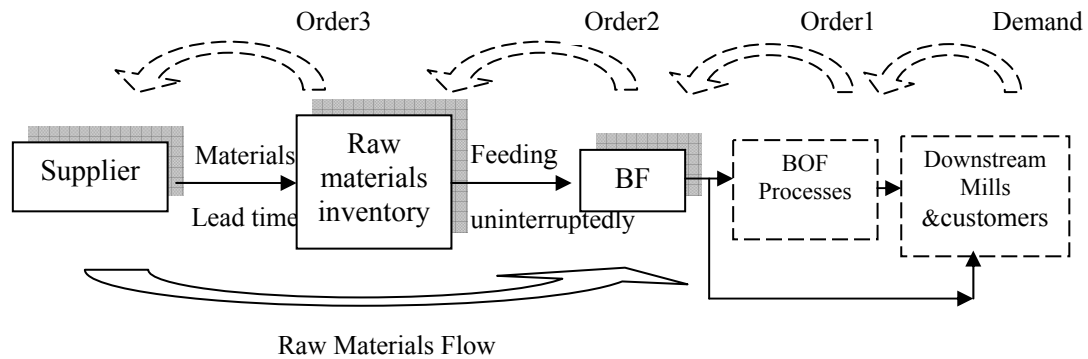 Order3
Order2
Order1
Demand
Supplier
Materials
Lead time
Raw
materials
inventory
Feeding
uninterruptedly
BF
BOF
Processes
Downstream
Mills
&customers
Raw Materials Flow